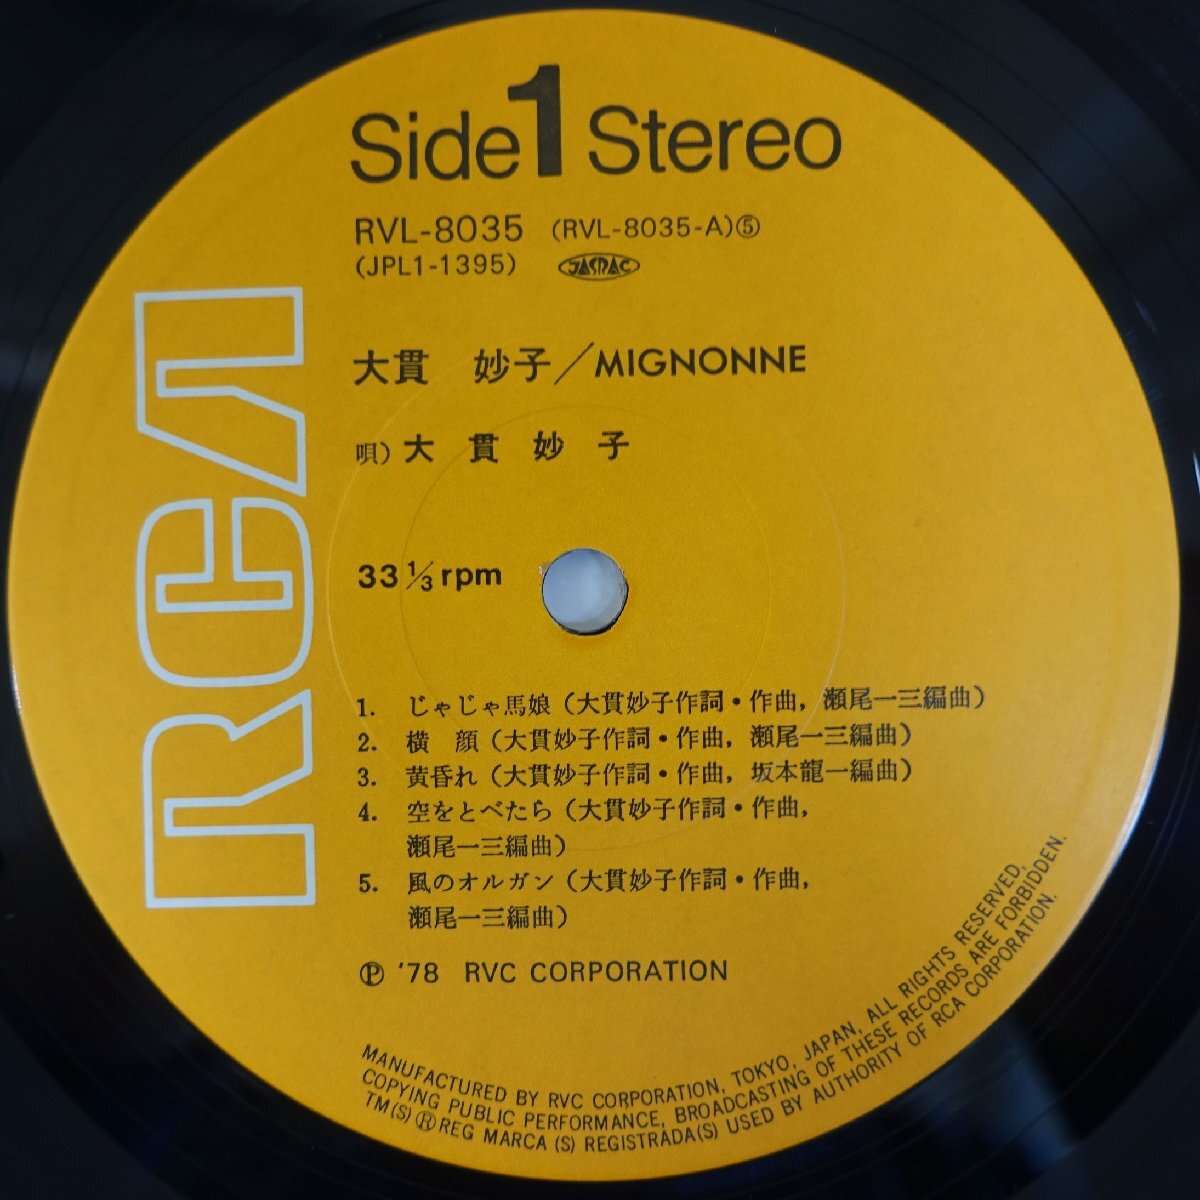 Side 1 Stereo
RVL-8035 (RVL-8035-A)⑤
(JPL1-1395) JASRAC
RCA
大貫 妙子／MIGNONNE
唄）大貫妙子
33 1/3 rpm
1. じゃじゃ馬娘（大貫妙子作詞・作曲，瀬尾一三編曲）
2. 横 顔（大貫妙子作詞・作曲，瀬尾一三編曲）
3. 黄昏れ（大貫妙子作詞・作曲，坂本龍一編曲）
4. 空をとべたら（大貫妙子作詞・作曲，
瀬尾一三編曲）
5. 風のオルガン（大貫妙子作詞・作曲，
瀬尾一三編曲）
Ⓟ '78 RVC CORPORATION
MANUFACTURED BY RVC CORPORATION, TOKYO, JAPAN, ALL RIGHTS RESERVED,
COPYING PUBLIC PERFORMANCE, BROADCASTING OF THESE RECORDS ARE FORBIDDEN.
TM(S) ® REG MARCA (S) REGISTRADA(S) USED BY AUTHORITY OF RCA CORPORATION.